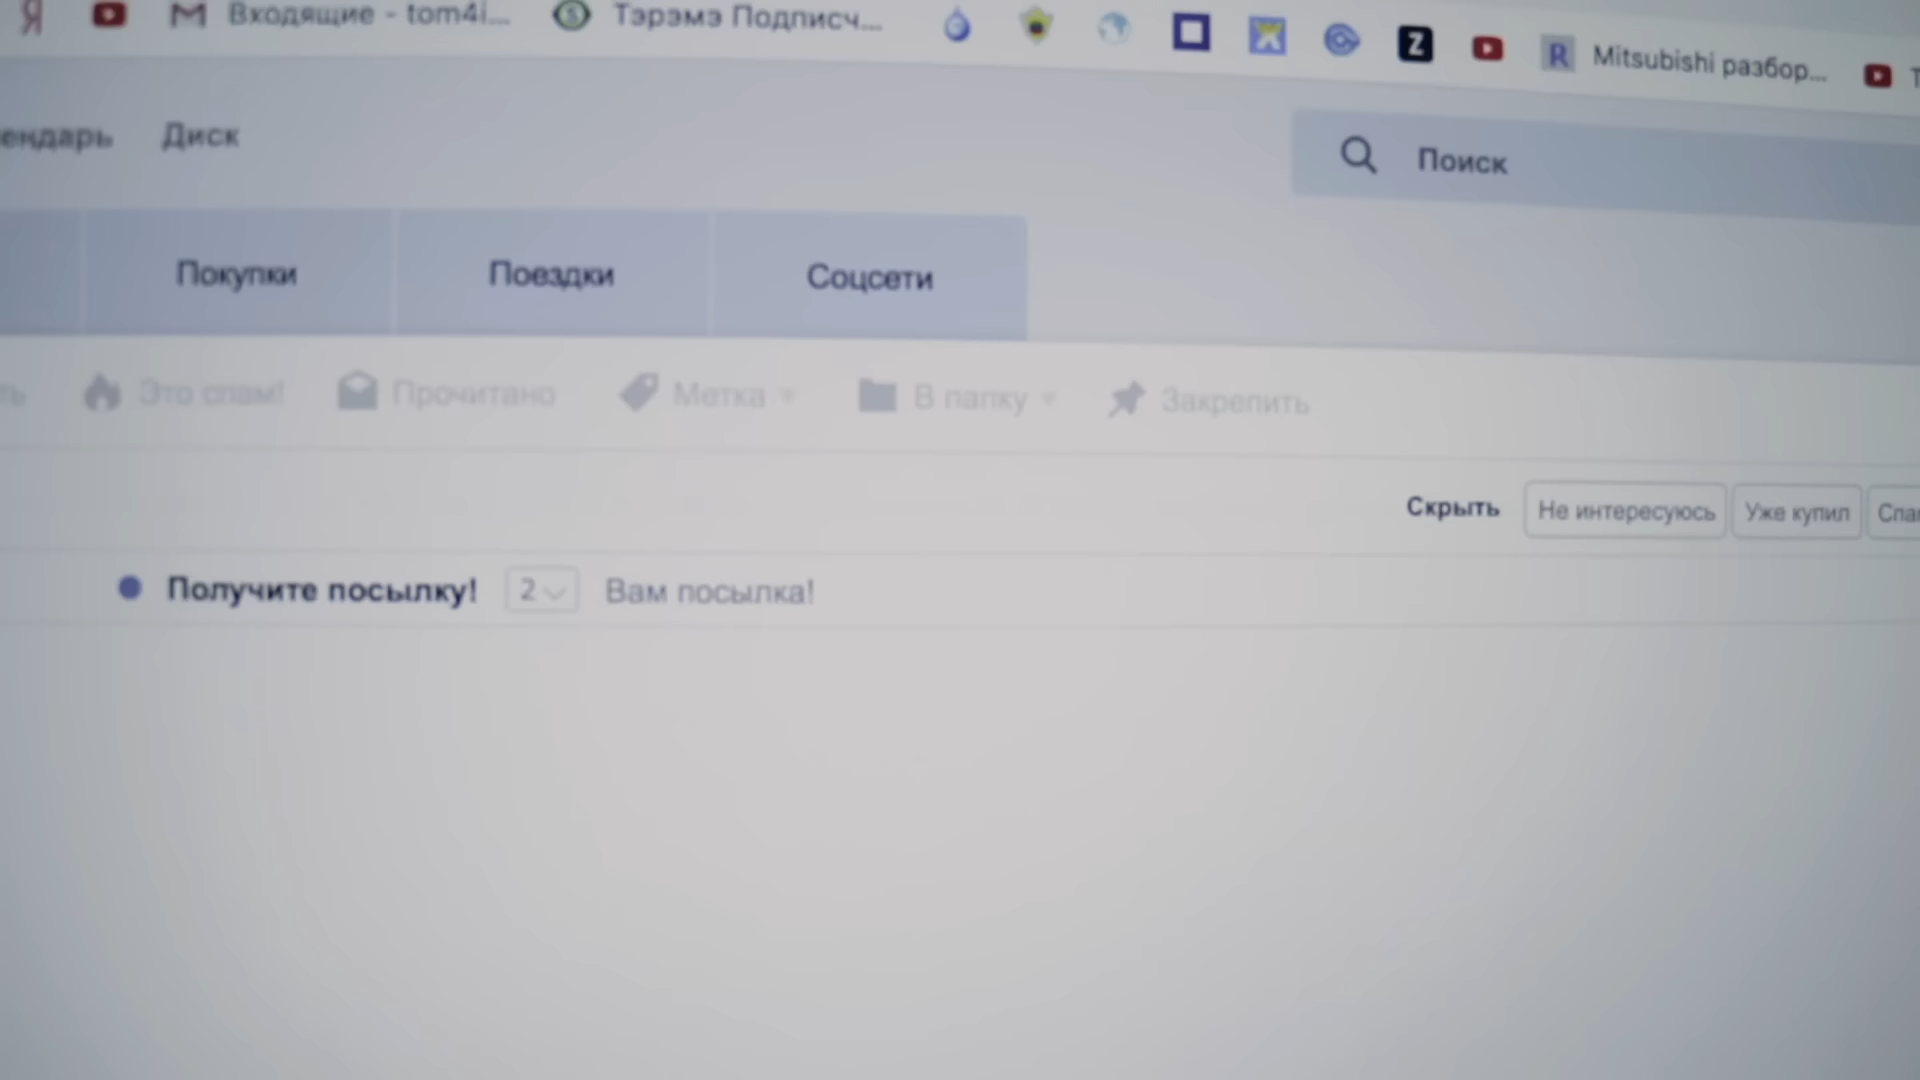 Входящие - tom4i... Тэрэмэ Подписч... Mitsubishi разбор...
Диск Поиск
Покупки Поездки Соцсети
Это спам! Прочитано Метка В папку Закрепить
Скрыть Не интересуюсь Уже купил
Получите посылку! 2 Вам посылка!